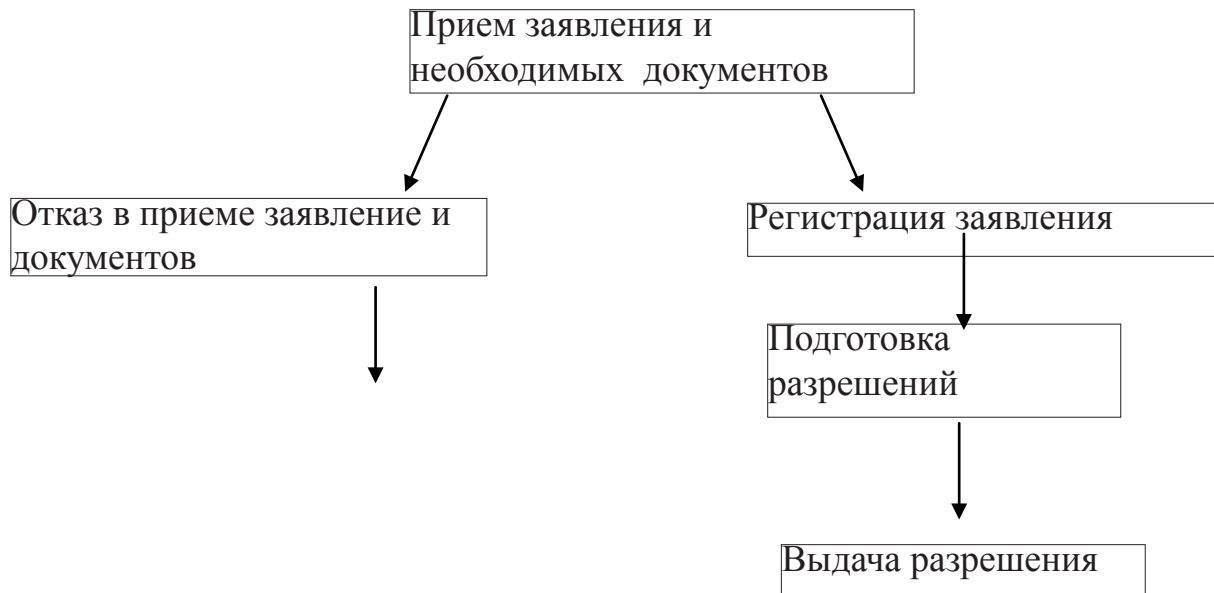 Прием заявления и
необходимых документов
Отказ в приеме заявление и
документов
Регистрация заявления
Подготовка
разрешений
Выдача разрешения